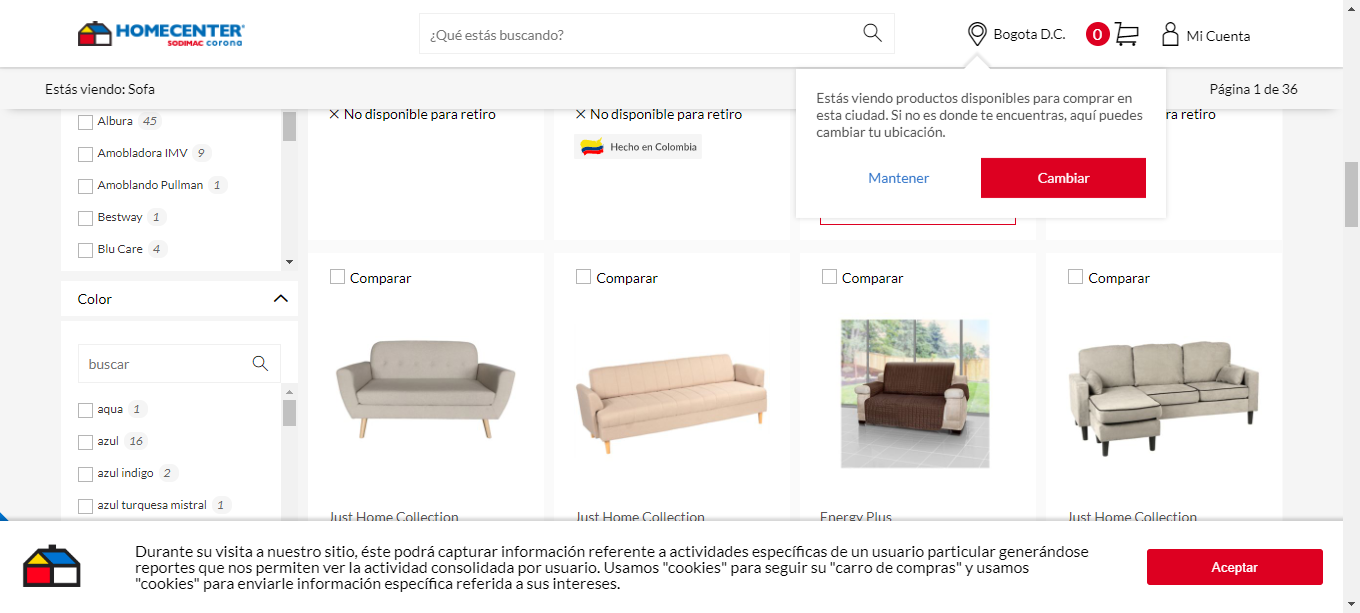 HOMECENTER
SODIMAC corona
¿Qué estás buscando?
Bogota D.C.
0
Mi Cuenta
Estás viendo: Sofa
Página 1 de 36
Estás viendo productos disponibles para comprar en
esta ciudad. Si no es donde te encuentras, aquí puedes
cambiar tu ubicación.
Mantener
Cambiar
Albura 45
Amobladora IMV 9
Amoblando Pullman 1
Bestway 1
Blu Care 4
No disponible para retiro
No disponible para retiro
Hecho en Colombia
ra retiro
Color
buscar
aqua 1
azul 16
azul indigo 2
azul turquesa mistral 1
Comparar
Comparar
Comparar
Comparar
Just Home Collection
Just Home Collection
Energy Plus
Just Home Collection
Durante su visita a nuestro sitio, éste podrá capturar información referente a actividades específicas de un usuario particular generándose
reportes que nos permiten ver la actividad consolidada por usuario. Usamos "cookies" para seguir su "carro de compras" y usamos
"cookies" para enviarle información específica referida a sus intereses.
Aceptar